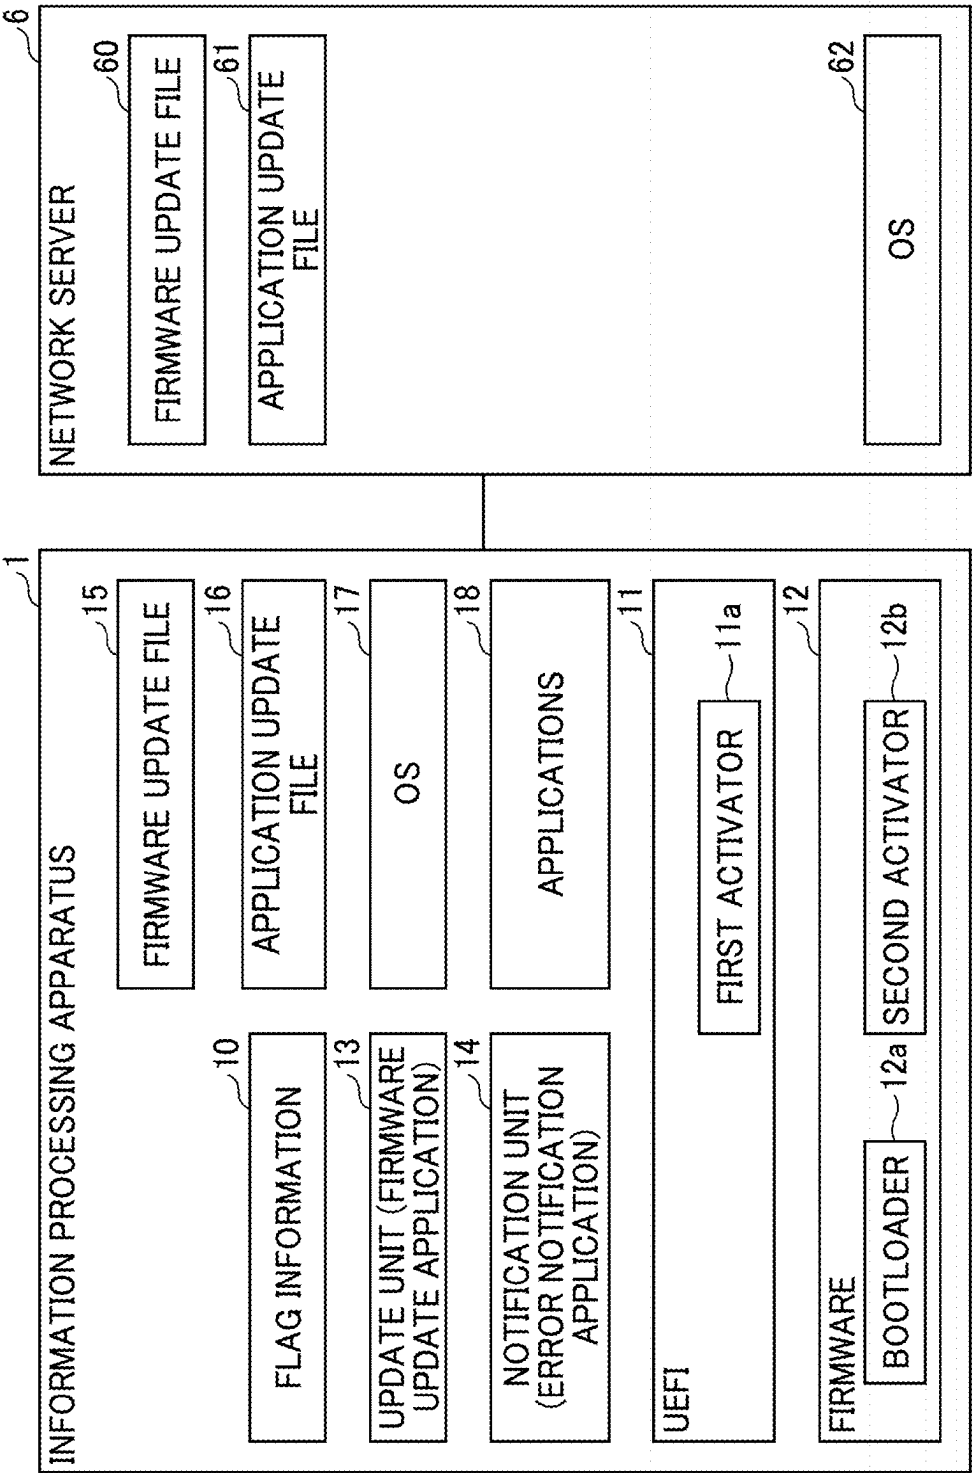 INFORMATION PROCESSING APPARATUS
1
FIRMWARE UPDATE FILE
15
FLAG INFORMATION
10
APPLICATION UPDATE
FILE
16
UPDATE UNIT (FIRMWARE
UPDATE APPLICATION)
13
OS
17
NOTIFICATION UNIT
(ERROR NOTIFICATION
APPLICATION)
14
APPLICATIONS
18
UEFI
11
FIRST ACTIVATOR
11a
FIRMWARE
12
BOOTLOADER
12a
SECOND ACTIVATOR
12b
NETWORK SERVER
6
FIRMWARE UPDATE FILE
60
APPLICATION UPDATE
FILE
61
OS
62